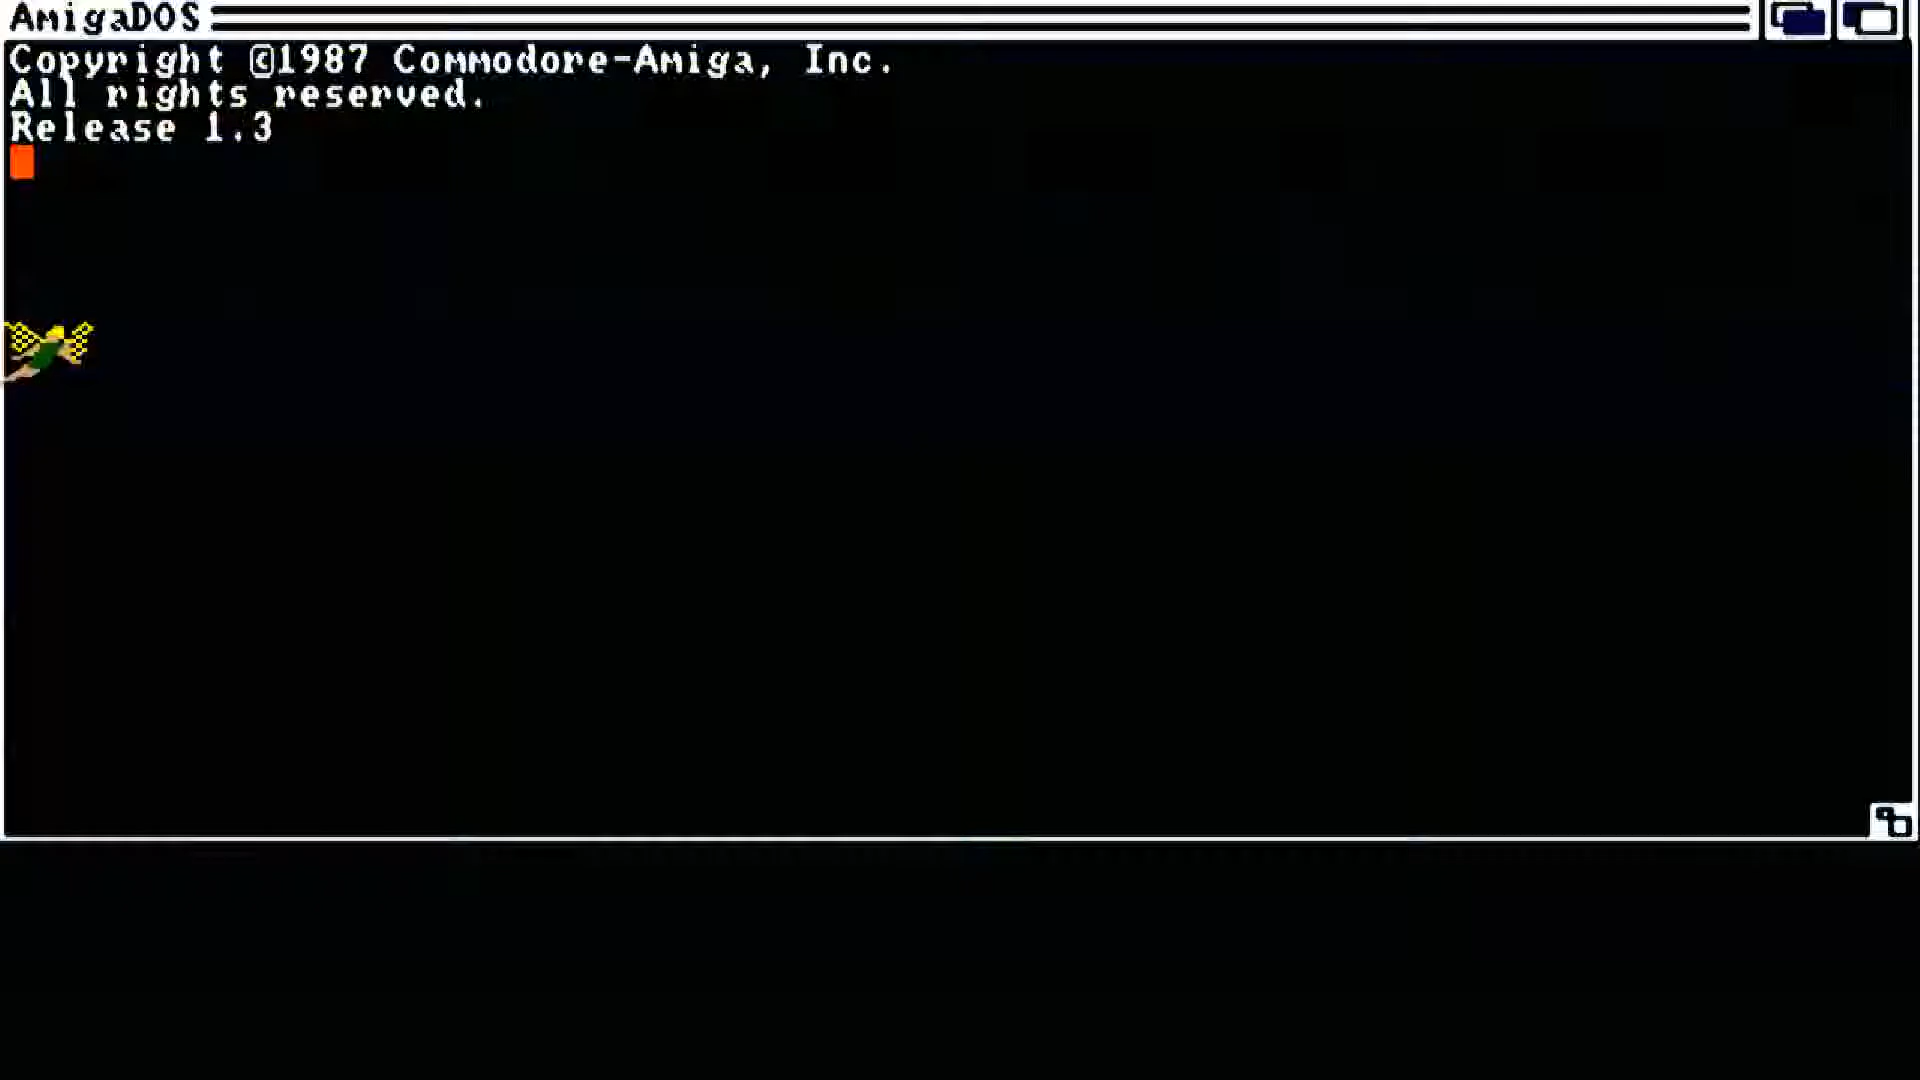 AmigaDOS
Copyright ©1987 Commodore-Amiga, Inc.
All rights reserved.
Release 1.3